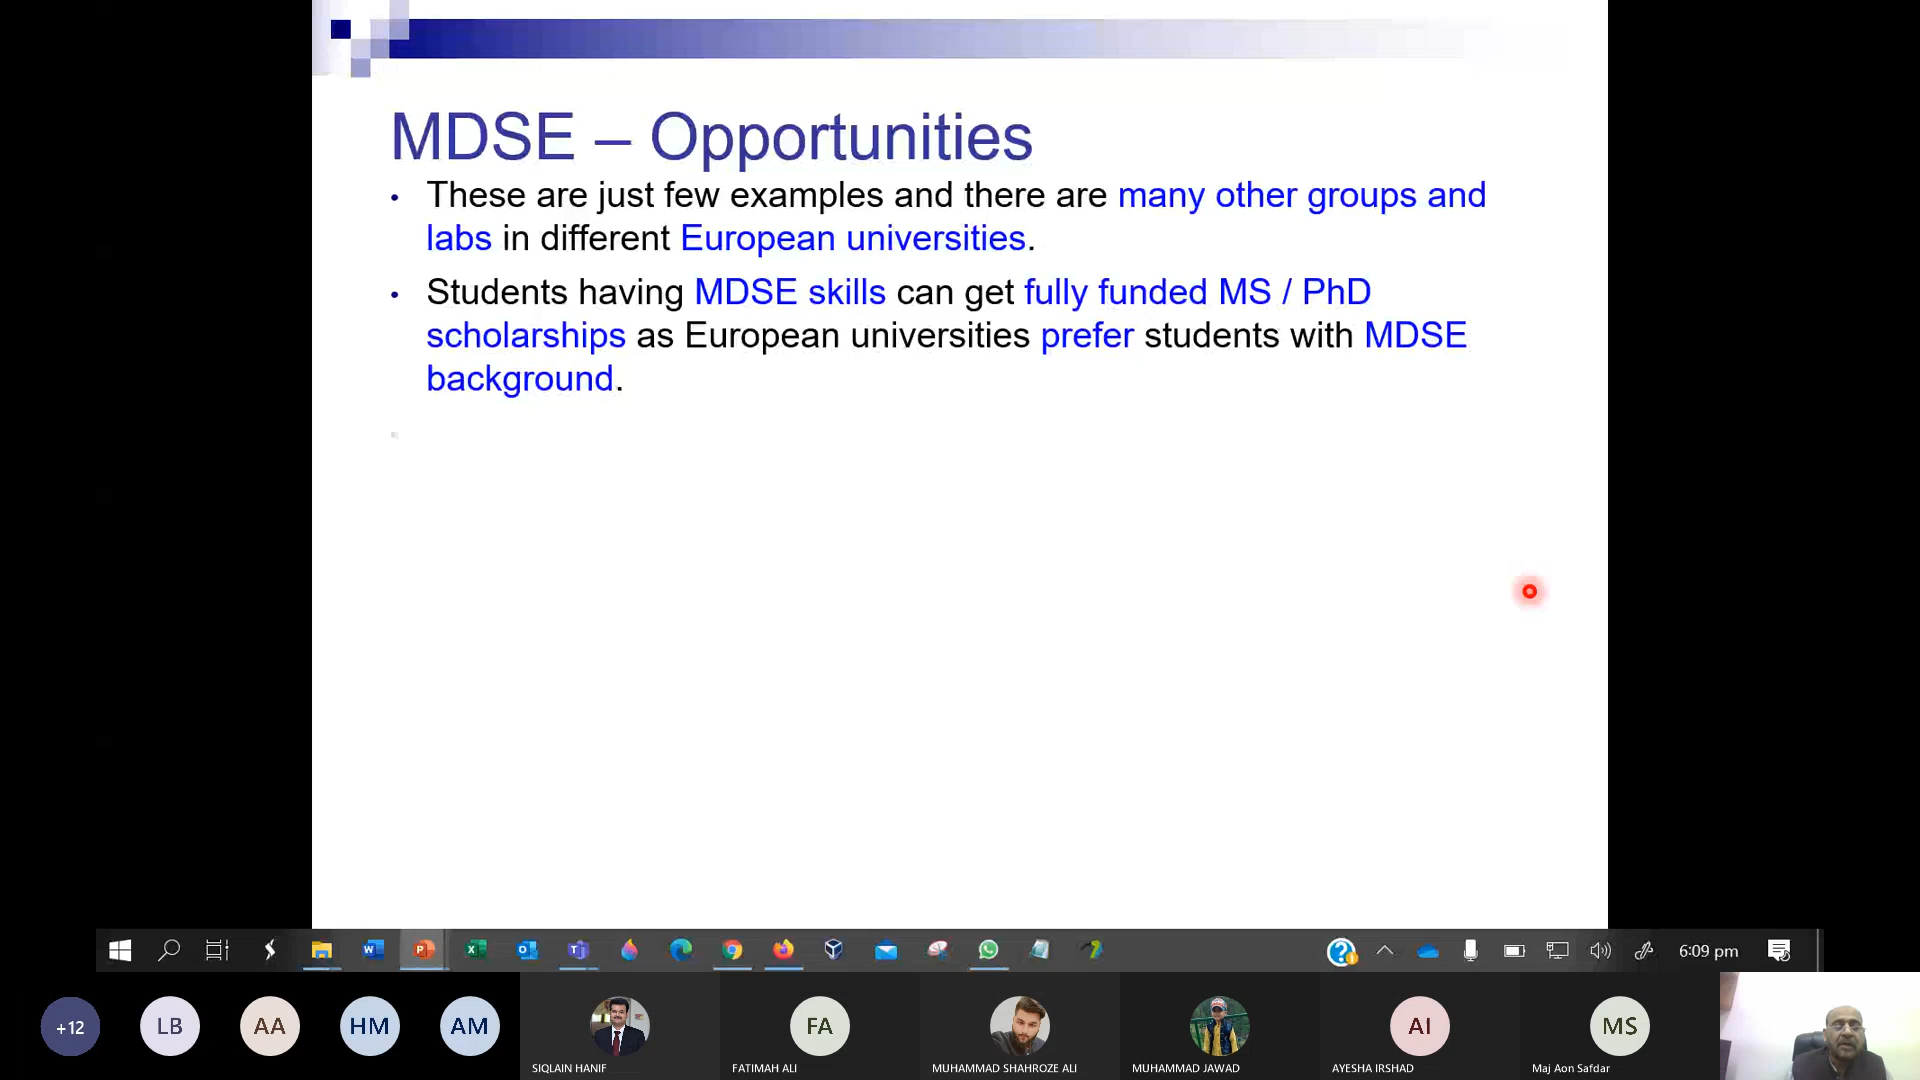 MDSE – Opportunities
• These are just few examples and there are many other groups and
labs in different European universities.
• Students having MDSE skills can get fully funded MS / PhD
scholarships as European universities prefer students with MDSE
background.
6:09 pm
+12
LB
AA
HM
AM
SIQLAIN HANIF
FA
FATIMAH ALI
MUHAMMAD SHAHROZE ALI
MUHAMMAD JAWAD
AI
AYESHA IRSHAD
MS
Maj Aon Safdar